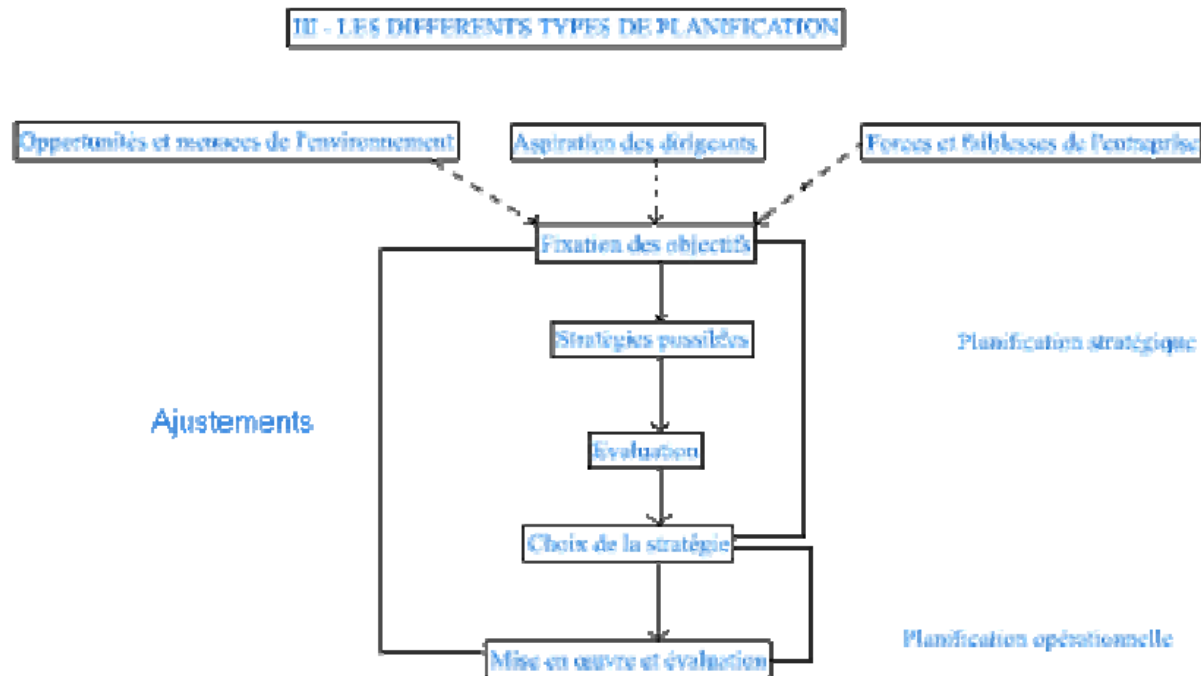 III - LES DIFFERENTS TYPES DE PLANIFICATION
Opportunités et menaces de l'environnement
Aspiration des dirigeants
Forces et faiblesses de l'entreprise
Fixation des objectifs
Stratégies possibles
Planification stratégique
Ajustements
Evaluation
Choix de la stratégie
Planification opérationnelle
Mise en œuvre et évaluation